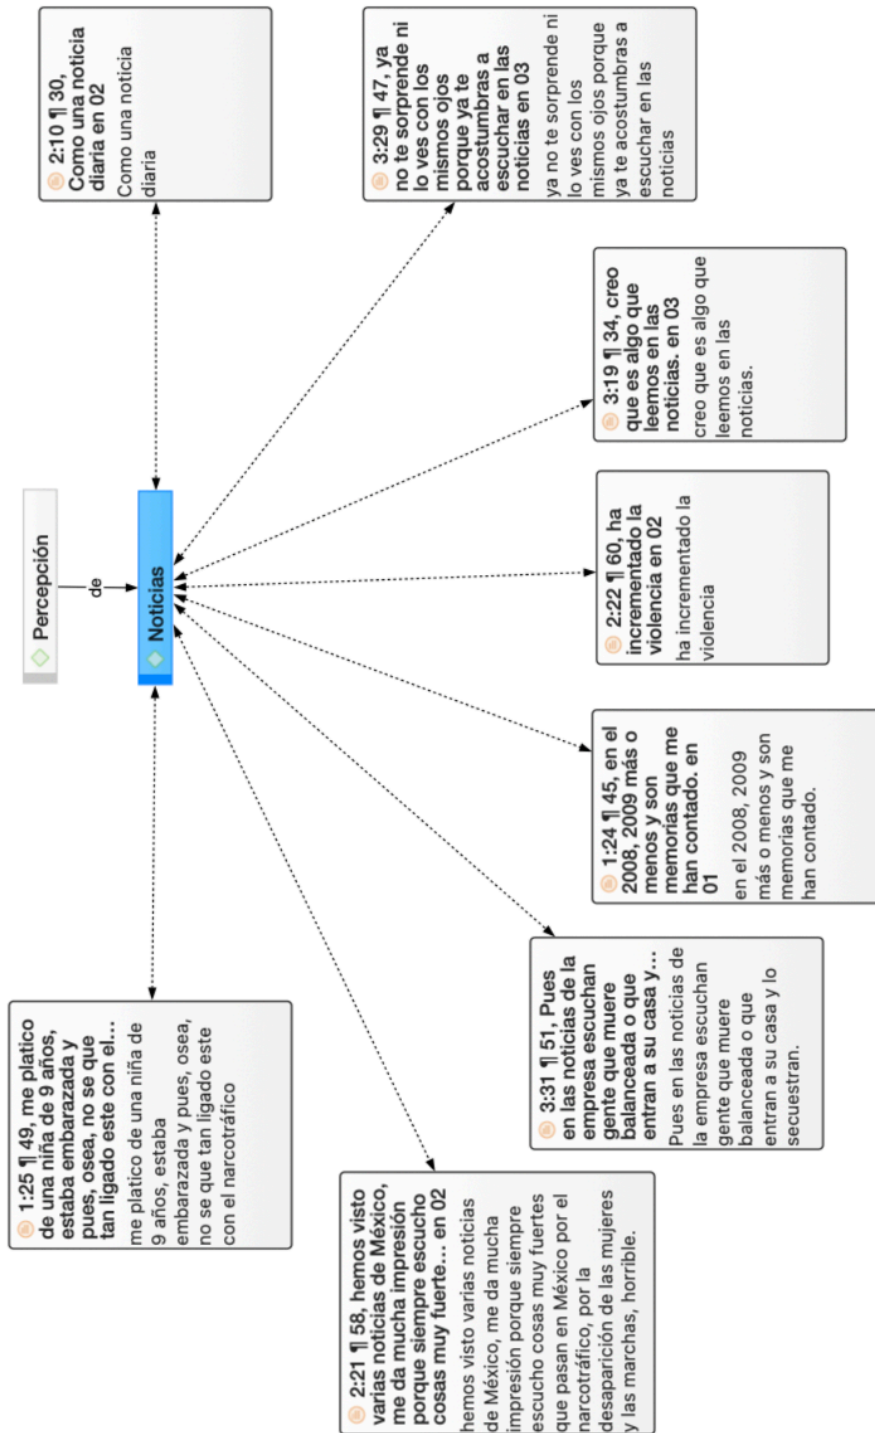 Percepción
de
Noticias
1:25 ¶ 49, me platico
de una niña de 9 años,
estaba embarazada y
pues, osea, no se que
tan ligado este con el...
me platico de una niña de
9 años, estaba
embarazada y pues, osea,
no se que tan ligado este
con el narcotráfico
2:10 ¶ 30,
Como una noticia
diaria en 02
Como una noticia
diaria
2:21 ¶ 58, hemos visto
varias noticias de México,
me da mucha impresión
porque siempre escucho
cosas muy fuerte... en 02
hemos visto varias noticias
de México, me da mucha
impresión porque siempre
escucho cosas muy fuertes
que pasan en México por el
narcotráfico, por la
desaparición de las mujeres
y las marchas, horrible.
3:31 ¶ 51, Pues
en las noticias de la
empresa escuchan
gente que muere
balanceada o que
entran a su casa y...
Pues en las noticias de
la empresa escuchan
gente que muere
balanceada o que
entran a su casa y lo
secuestran.
1:24 ¶ 45, en el
2008, 2009 más o
menos y son
memorias que me
han contado. en
01
en el 2008, 2009
más o menos y son
memorias que me
han contado.
2:22 ¶ 60, ha
incrementado la
violencia en 02
ha incrementado la
violencia
3:19 ¶ 34, creo
que es algo que
leemos en las
noticias. en 03
creo que es algo que
leemos en las
noticias.
3:29 ¶ 47, ya
no te sorprende ni
lo ves con los
mismos ojos
porque ya te
acostumbras a
escuchar en las
noticias en 03
ya no te sorprende ni
lo ves con los
mismos ojos porque
ya te acostumbras a
escuchar en las
noticias